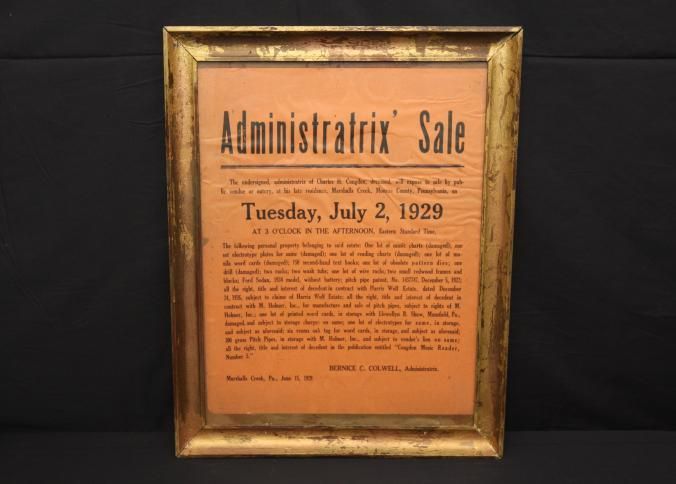 Administratrix' Sale
The undersigned, administratrix of Charles H. Congdon, deceased, will expose to sale by pub-
lic vendue or outcry, at his late residence, Marshalls Creek, Monroe County, Pennsylvania, on
Tuesday, July 2, 1929
AT 3 O'CLOCK IN THE AFTERNOON, Eastern Standard Time,
The following personal property belonging to said estate: One lot of music charts (damaged); one
set electrotype plates for same (damaged); one lot of reading charts (damaged); one lot of
word cards (damaged); 150 second-hand text books; one lot of obsolete pattern dies; one
drill (damaged); two racks; two wash tubs; one lot of wire racks; two small redwood frames and
blocks; Ford Sedan, 1924 model, without battery; pitch pipe patent, No. December 5, 1922;
all the right, title and interest of decedent in contract with Harris Wolf Estate, dated December
24, 1926, subject to claims of Harris Wolf Estate; all the right, title and interest of decedent in
contract with M. Hohner, Inc., for manufacture and sale of pitch pipes, subject to rights of M.
Hohner, Inc.; one lot of printed word cards, in storage with Llewellyn B. Shaw, Mansfield, Pa.,
damaged, and subject to storage charge on same; one lot of electrotypes for same, in storage,
and subject as aforesaid; six reams oak tag for word cards, in storage, and subject as aforesaid;
100 gross Pitch Pipes, in storage with M. Hohner, Inc., and subject to vendor's lien on same;
all the right, title and interest of decedent in the publication entitled "Congdon Music Reader,
Number 3."
BERNICE C. COLWELL, Administratrix.
Marshalls Creek, Pa., June 15, 1929